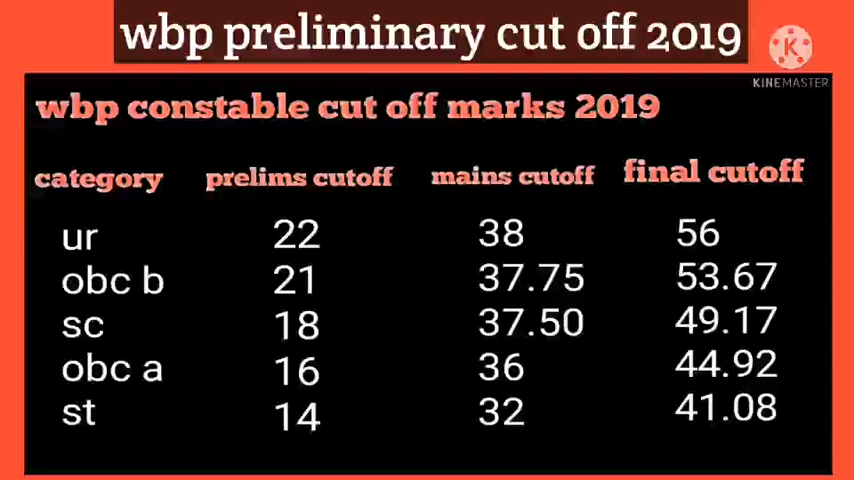 wbp preliminary cut off 2019
K
KINEMASTER
wbp constable cut off marks 2019
category prelims cutoff mains cutoff final cutoff
ur 22 38 56
obc b 21 37.75 53.67
sc 18 37.50 49.17
obc a 16 36 44.92
st 14 32 41.08